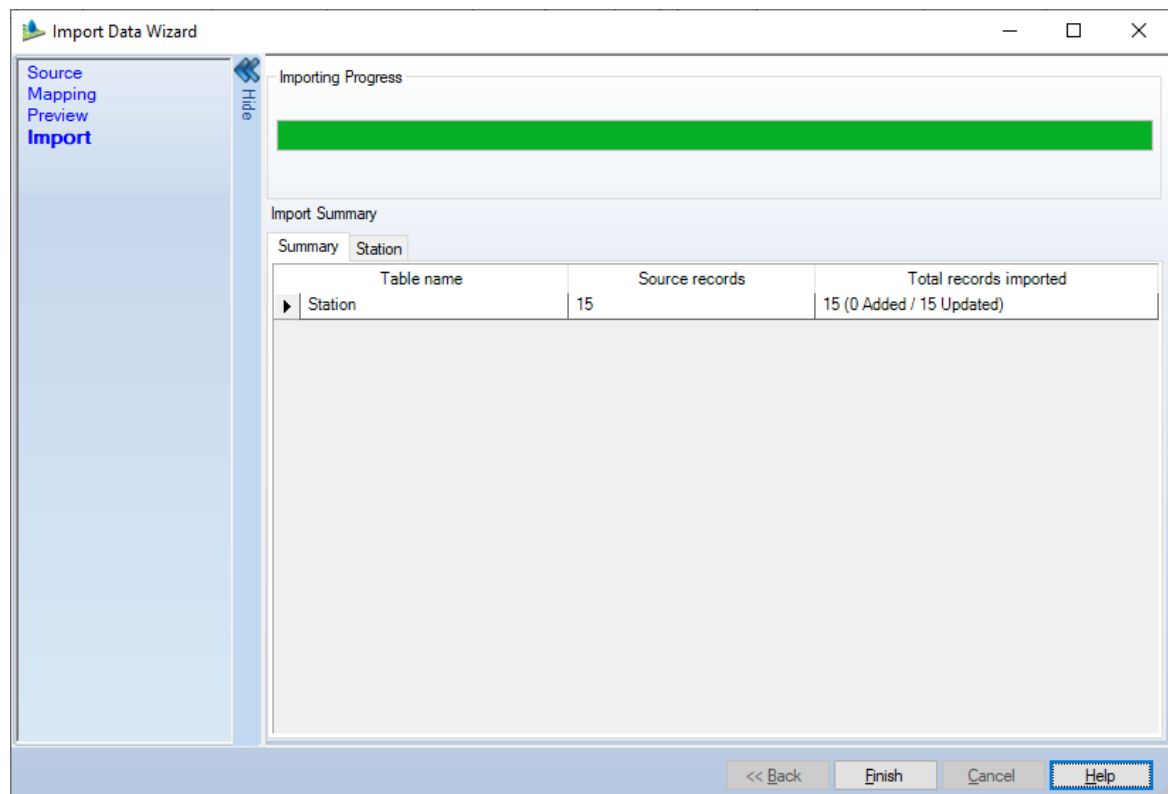 Import Data Wizard
Source
Mapping
Preview
Import
Hide
Importing Progress
Import Summary
Summary Station
Table name Source records Total records imported
Station 15 15 (0 Added / 15 Updated)
<< Back Finish Cancel Help